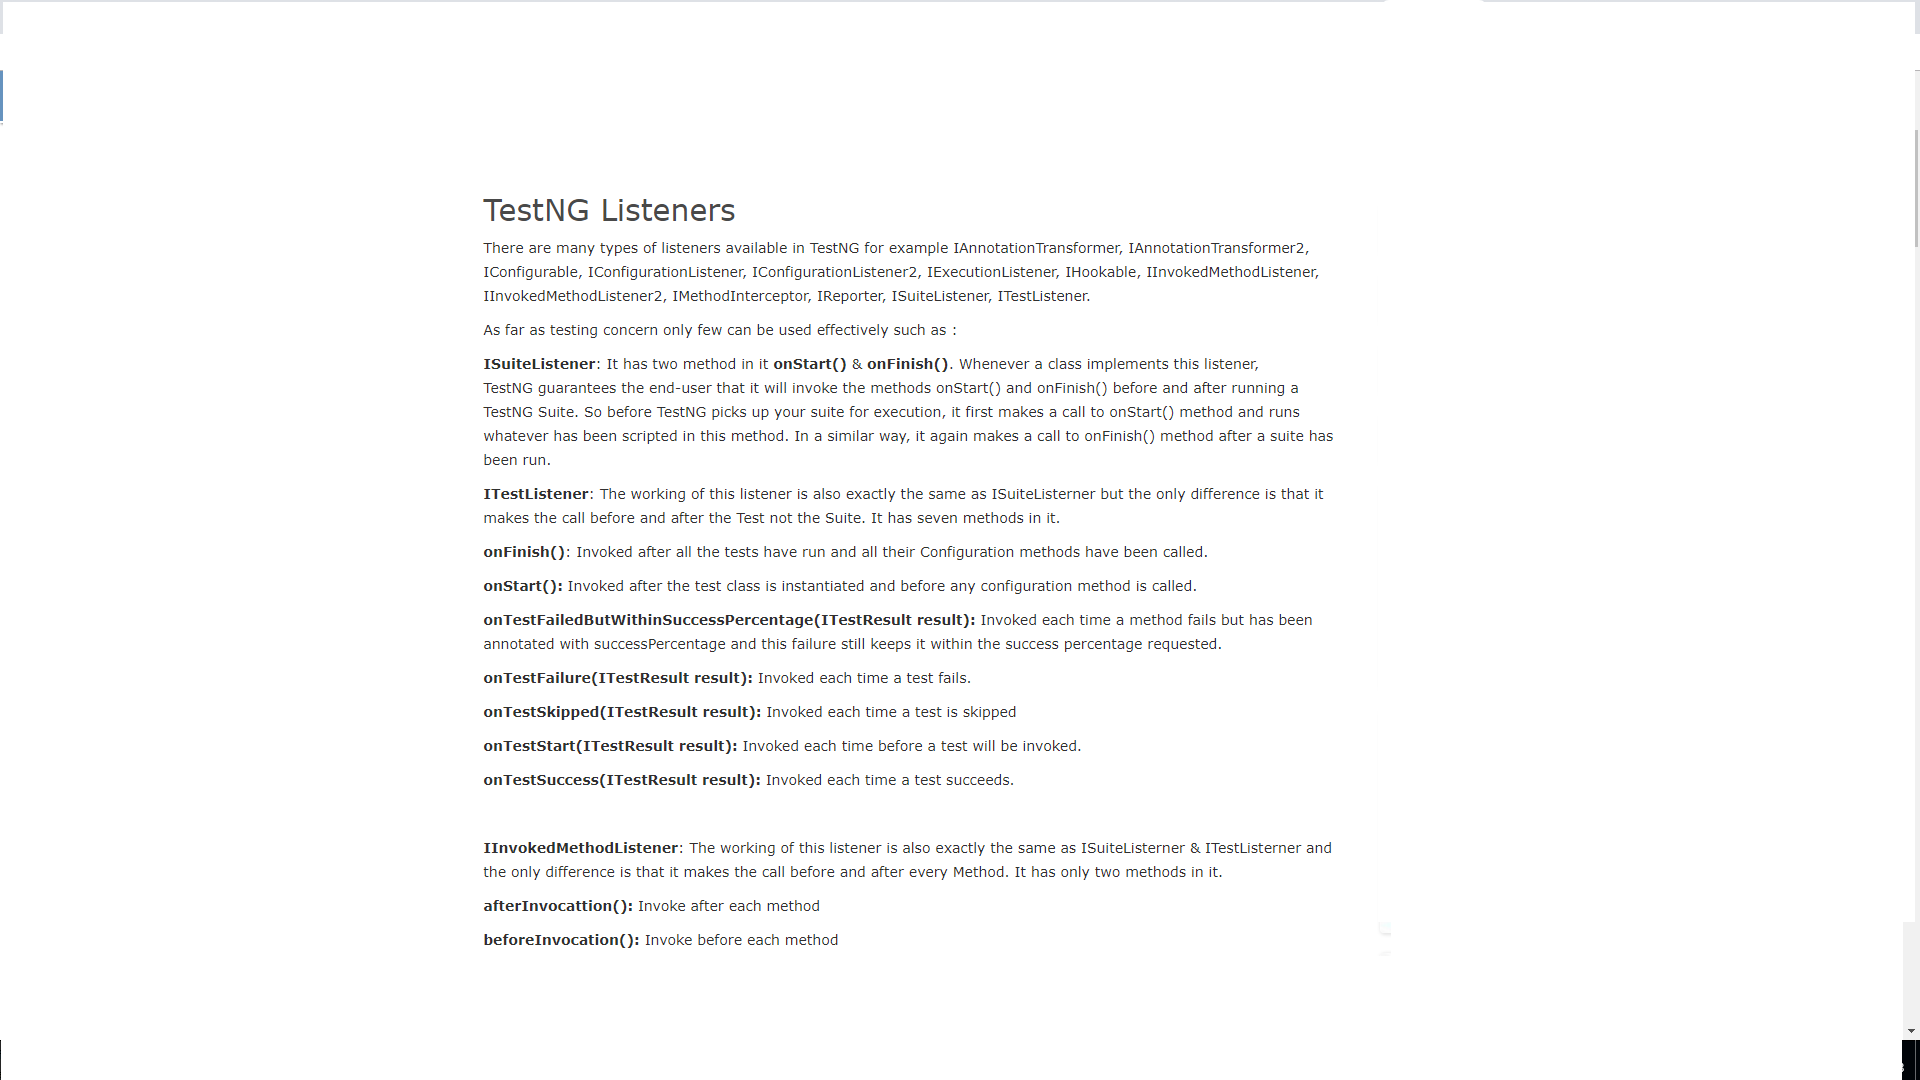 TestNG Listeners
There are many types of listeners available in TestNG for example IAnnotationTransformer, IAnnotationTransformer2,
IConfigurable, IConfigurationListener, IConfigurationListener2, IExecutionListener, IHookable, IInvokedMethodListener,
IInvokedMethodListener2, IMethodInterceptor, IReporter, ISuiteListener, ITestListener.
As far as testing concern only few can be used effectively such as :
ISuiteListener: It has two method in it onStart() & onFinish(). Whenever a class implements this listener,
TestNG guarantees the end-user that it will invoke the methods onStart() and onFinish() before and after running a
TestNG Suite. So before TestNG picks up your suite for execution, it first makes a call to onStart() method and runs
whatever has been scripted in this method. In a similar way, it again makes a call to onFinish() method after a suite has
been run.
ITestListener: The working of this listener is also exactly the same as ISuiteListerner but the only difference is that it
makes the call before and after the Test not the Suite. It has seven methods in it.
onFinish(): Invoked after all the tests have run and all their Configuration methods have been called.
onStart(): Invoked after the test class is instantiated and before any configuration method is called.
onTestFailedButWithinSuccessPercentage(ITestResult result): Invoked each time a method fails but has been
annotated with successPercentage and this failure still keeps it within the success percentage requested.
onTestFailure(ITestResult result): Invoked each time a test fails.
onTestSkipped(ITestResult result): Invoked each time a test is skipped
onTestStart(ITestResult result): Invoked each time before a test will be invoked.
onTestSuccess(ITestResult result): Invoked each time a test succeeds.
IInvokedMethodListener: The working of this listener is also exactly the same as ISuiteListerner & ITestListerner and
the only difference is that it makes the call before and after every Method. It has only two methods in it.
afterInvocattion(): Invoke after each method
beforeInvocation(): Invoke before each method